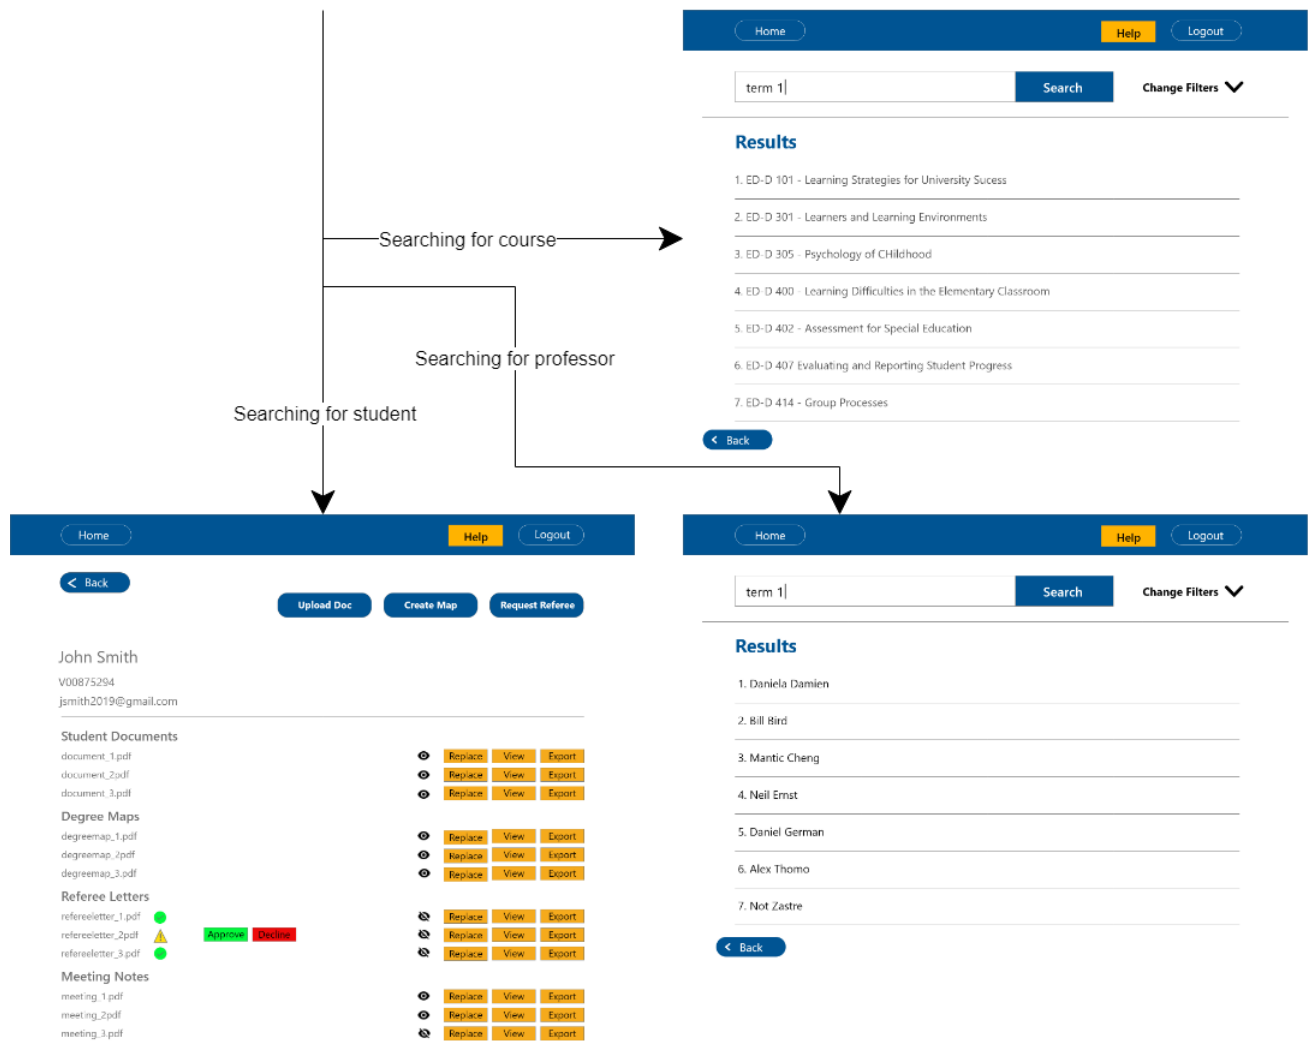 Home
Help
Logout
term 1
Search
Change Filters
Results
1. ED-D 101 - Learning Strategies for University Sucess
2. ED-D 301 - Learners and Learning Environments
3. ED-D 305 - Psychology of CHildhood
4. ED-D 400 - Learning Difficulties in the Elementary Classroom
5. ED-D 402 - Assessment for Special Education
6. ED-D 407 Evaluating and Reporting Student Progress
7. ED-D 414 - Group Processes
Back
Searching for course
Searching for professor
Searching for student
Home
Help
Logout
Back
Upload Doc
Create Map
Request Referee
John Smith
V00875294
jsmith2019@gmail.com
Student Documents
document_1.pdf Replace View Export
document_2pdf Replace View Export
document_3.pdf Replace View Export
Degree Maps
degreemap_1.pdf Replace View Export
degreemap_2pdf Replace View Export
degreemap_3.pdf Replace View Export
Referee Letters
refereeletter_1.pdf Replace View Export
refereeletter_2pdf Approve Decline Replace View Export
refereeletter_3.pdf Replace View Export
Meeting Notes
meeting_1.pdf Replace View Export
meeting_2pdf Replace View Export
meeting_3.pdf Replace View Export
Home
Help
Logout
term 1
Search
Change Filters
Results
1. Daniela Damien
2. Bill Bird
3. Mantic Cheng
4. Neil Ernst
5. Daniel German
6. Alex Thomo
7. Not Zastre
Back